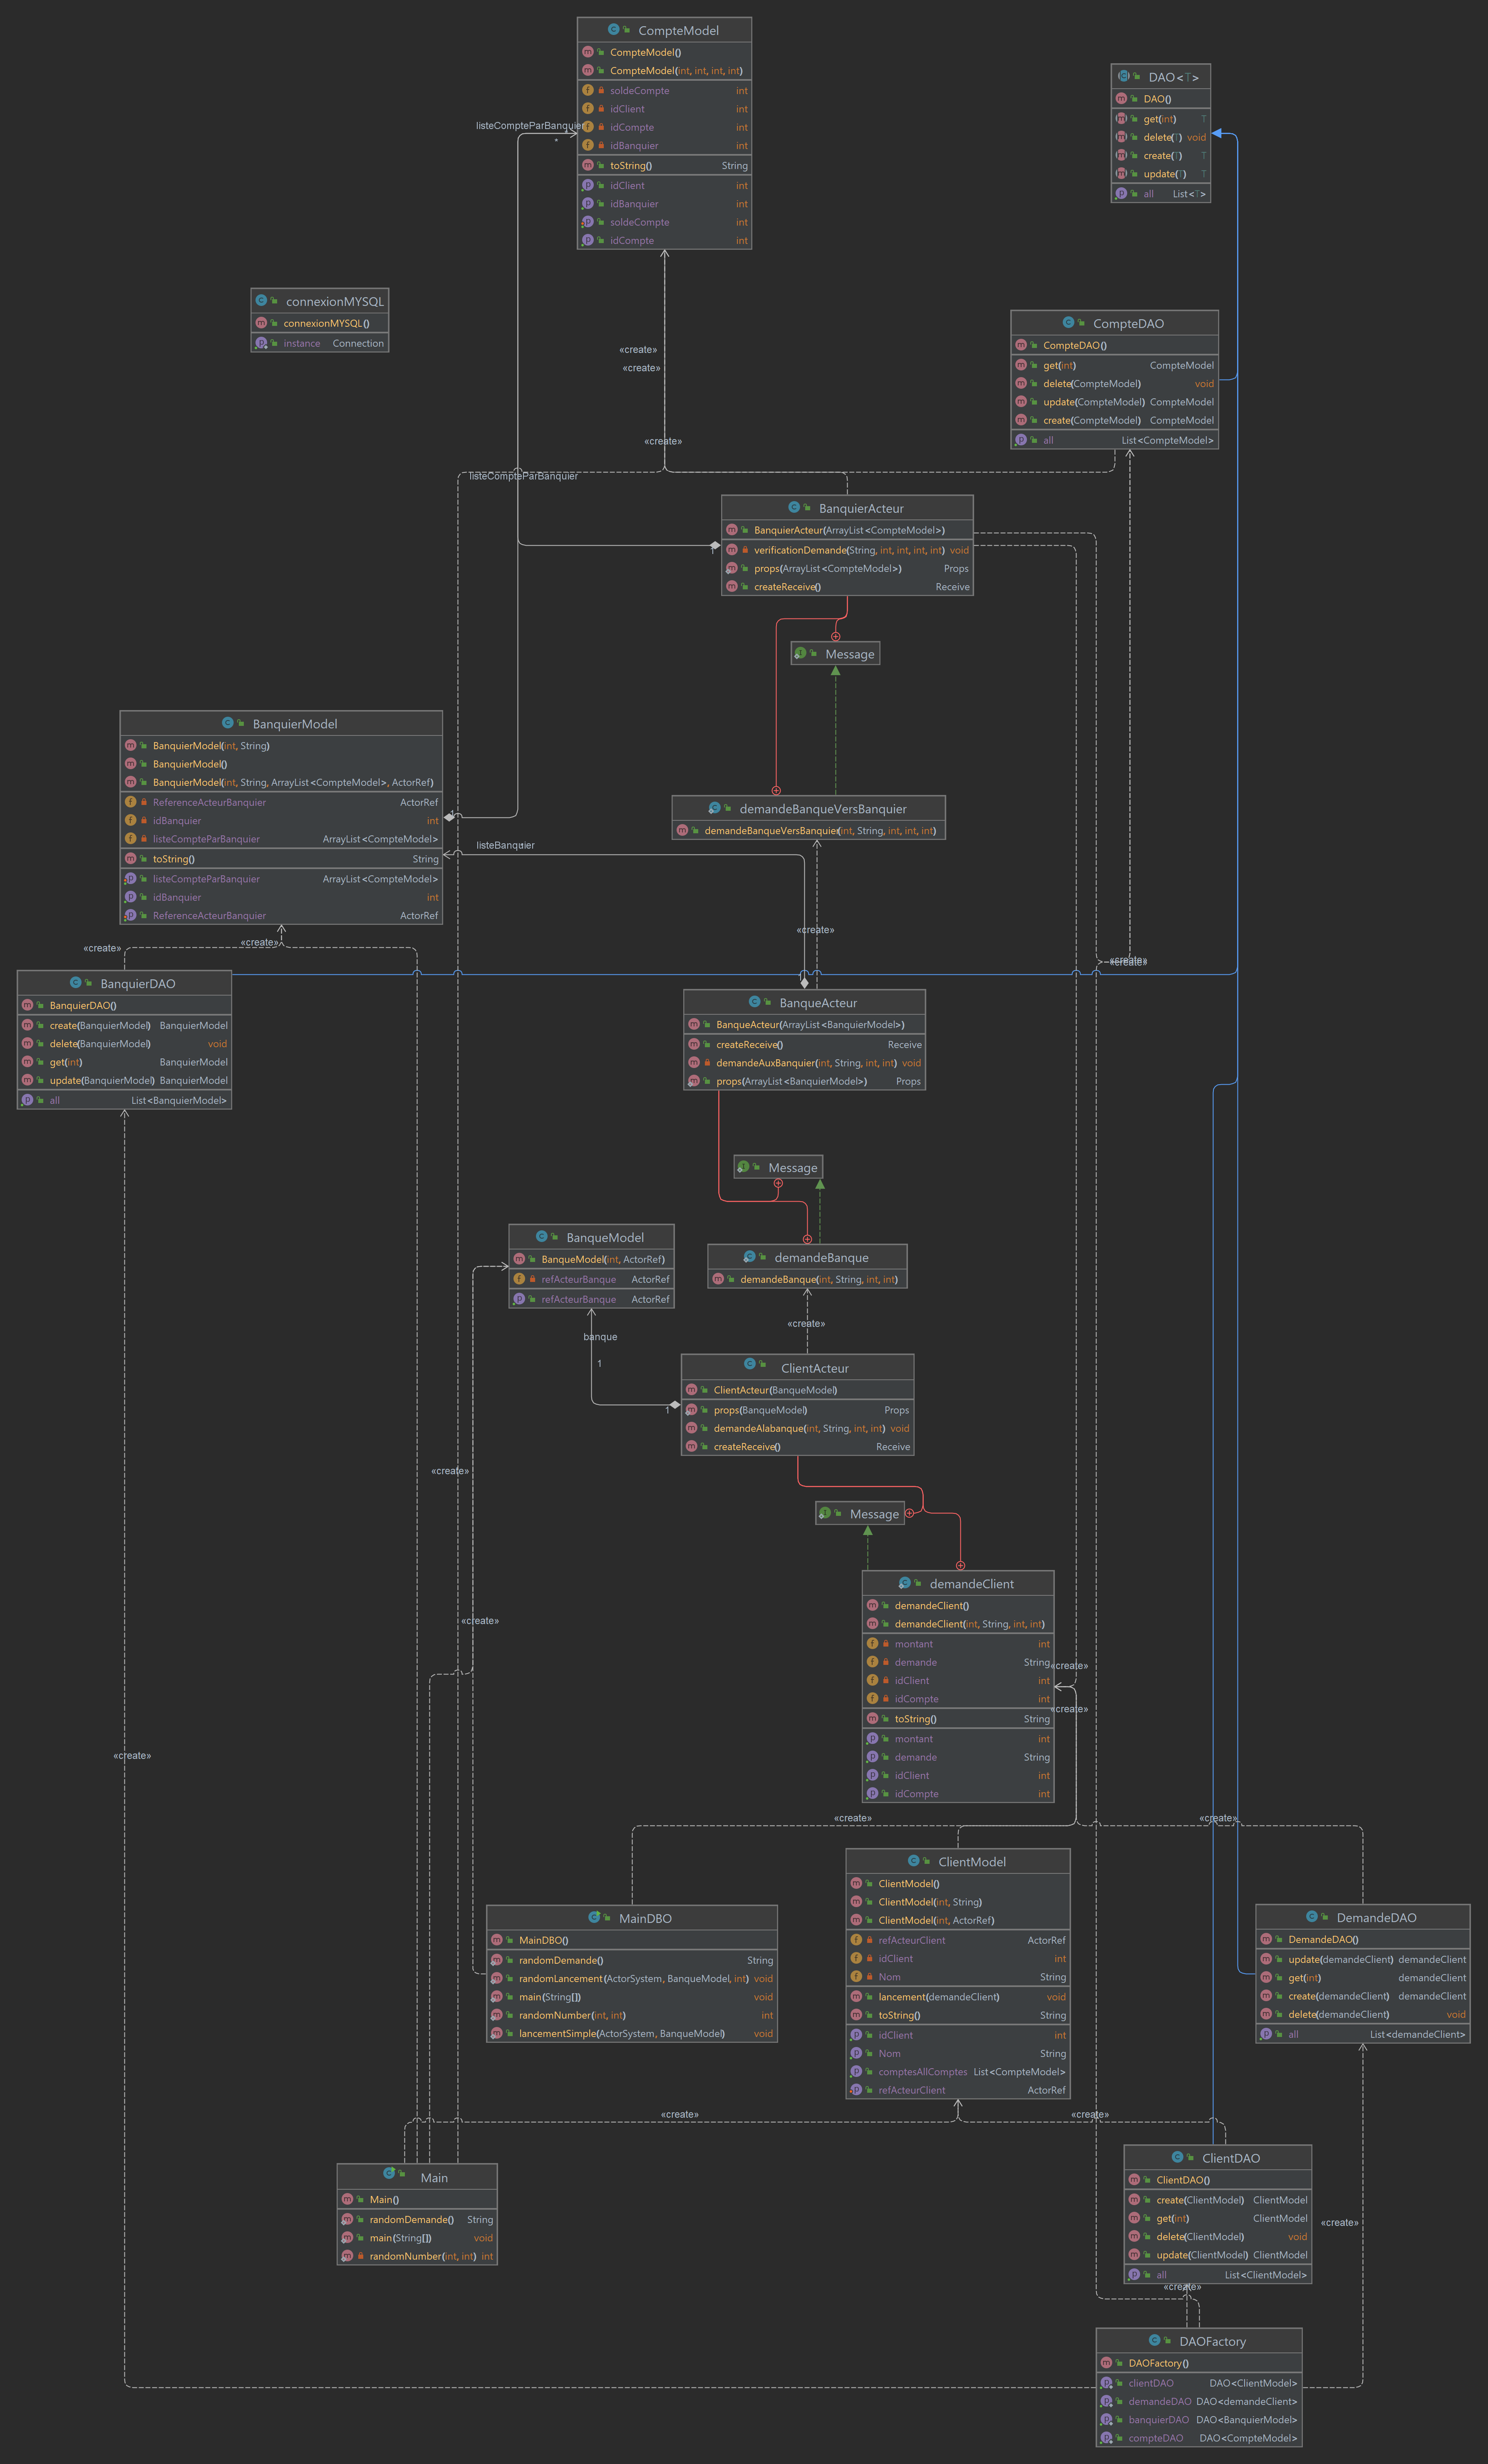 CompteModel
CompteModel()
CompteModel(int, int, int, int)
soldeCompte int
idClient int
idCompte int
idBanquier int
toString() String
idClient int
idBanquier int
soldeCompte int
idCompte int
DAO<T>
DAO()
get(int) T
delete(T) void
create(T) T
update(T) T
all List<T>
listeCompteParBanquier
*
connexionMYSQL
connexionMYSQL()
instance Connection
CompteDAO
CompteDAO()
get(int) CompteModel
delete(CompteModel) void
update(CompteModel) CompteModel
create(CompteModel) CompteModel
all List<CompteModel>
«create»
«create»
«create»
listeCompteParBanquier
BanquierActeur
BanquierActeur(ArrayList<CompteModel>)
verificationDemande(String, int, int, int, int) void
props(ArrayList<CompteModel>) Props
createReceive() Receive
1
Message
BanquierModel
BanquierModel(int, String)
BanquierModel()
BanquierModel(int, String, ArrayList<CompteModel>, ActorRef)
ReferenceActeurBanquier ActorRef
idBanquier int
listeCompteParBanquier ArrayList<CompteModel>
toString() String
listeCompteParBanquier ArrayList<CompteModel>
idBanquier int
ReferenceActeurBanquier ActorRef
1
demandeBanqueVersBanquier
demandeBanqueVersBanquier(int, String, int, int, int)
listeBanquier
«create»
«create»
«create»
«create»
«create»
BanquierDAO
BanquierDAO()
create(BanquierModel) BanquierModel
delete(BanquierModel) void
get(int) BanquierModel
update(BanquierModel) BanquierModel
all List<BanquierModel>
1
BanqueActeur
BanqueActeur(ArrayList<BanquierModel>)
createReceive() Receive
demandeAuxBanquier(int, String, int, int) void
props(ArrayList<BanquierModel>) Props
Message
BanqueModel
BanqueModel(int, ActorRef)
refActeurBanque ActorRef
refActeurBanque ActorRef
demandeBanque
demandeBanque(int, String, int, int)
«create»
banque
1
ClientActeur
ClientActeur(BanqueModel)
props(BanqueModel) Props
demandeAlabanque(int, String, int, int) void
createReceive() Receive
1
«create»
Message
demandeClient
demandeClient()
demandeClient(int, String, int, int)
montant int
demande String
idClient int
idCompte int
toString() String
montant int
demande String
idClient int
idCompte int
«create»
«create»
«create»
«create»
«create»
«create»
ClientModel
ClientModel()
ClientModel(int, String)
ClientModel(int, ActorRef)
refActeurClient ActorRef
idClient int
Nom String
lancement(demandeClient) void
toString() String
idClient int
Nom String
comptesAllComptes List<CompteModel>
refActeurClient ActorRef
MainDBO
MainDBO()
randomDemande() String
randomLancement(ActorSystem, BanqueModel, int) void
main(String[]) void
randomNumber(int, int) int
lancementSimple(ActorSystem, BanqueModel) void
DemandeDAO
DemandeDAO()
update(demandeClient) demandeClient
get(int) demandeClient
create(demandeClient) demandeClient
delete(demandeClient) void
all List<demandeClient>
«create»
«create»
Main
Main()
randomDemande() String
main(String[]) void
randomNumber(int, int) int
ClientDAO
ClientDAO()
create(ClientModel) ClientModel
get(int) ClientModel
delete(ClientModel) void
update(ClientModel) ClientModel
all List<ClientModel>
«create»
«create»
DAOFactory
DAOFactory()
clientDAO DAO<ClientModel>
demandeDAO DAO<demandeClient>
banquierDAO DAO<BanquierModel>
compteDAO DAO<CompteModel>